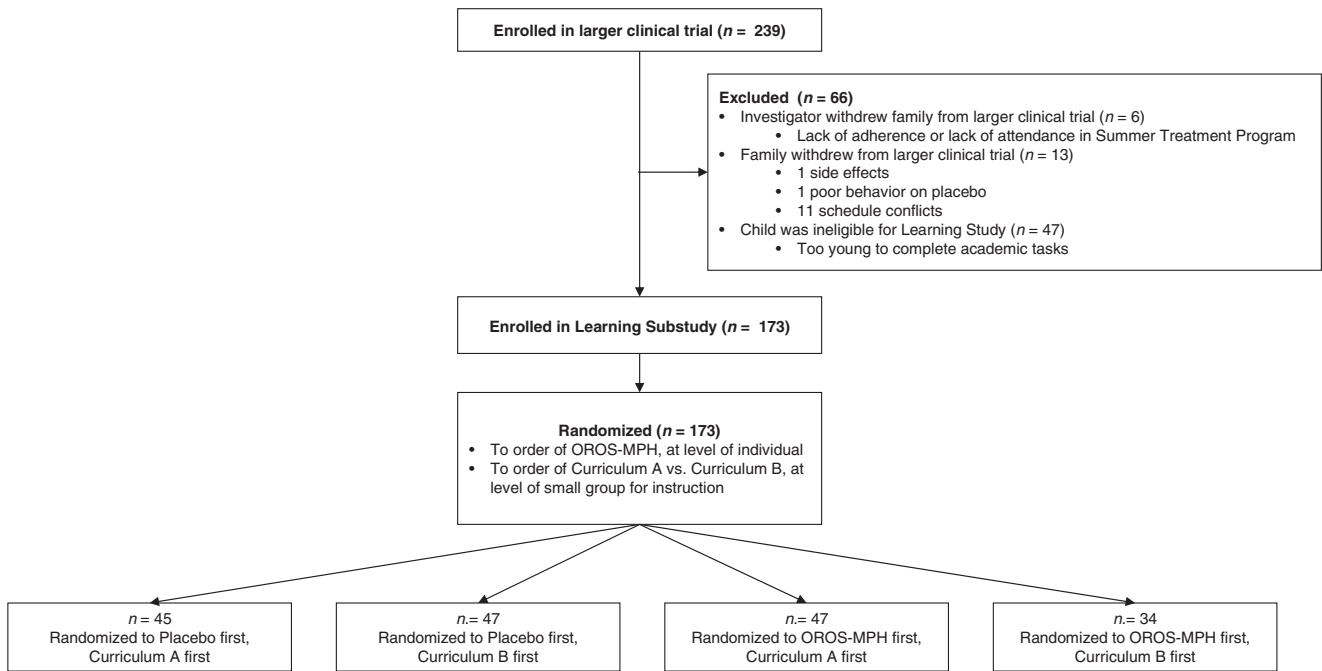 Enrolled in larger clinical trial (n = 239)
Excluded (n = 66)
• Investigator withdrew family from larger clinical trial (n = 6)
• Lack of adherence or lack of attendance in Summer Treatment Program
• Family withdrew from larger clinical trial (n = 13)
• 1 side effects
• 1 poor behavior on placebo
• 11 schedule conflicts
• Child was ineligible for Learning Study (n = 47)
• Too young to complete academic tasks
Enrolled in Learning Substudy (n = 173)
Randomized (n = 173)
• To order of OROS-MPH, at level of individual
• To order of Curriculum A vs. Curriculum B, at
level of small group for instruction
n = 45
Randomized to Placebo first,
Curriculum A first
n.= 47
Randomized to Placebo first,
Curriculum B first
n.= 47
Randomized to OROS-MPH first,
Curriculum A first
n.= 34
Randomized to OROS-MPH first,
Curriculum B first